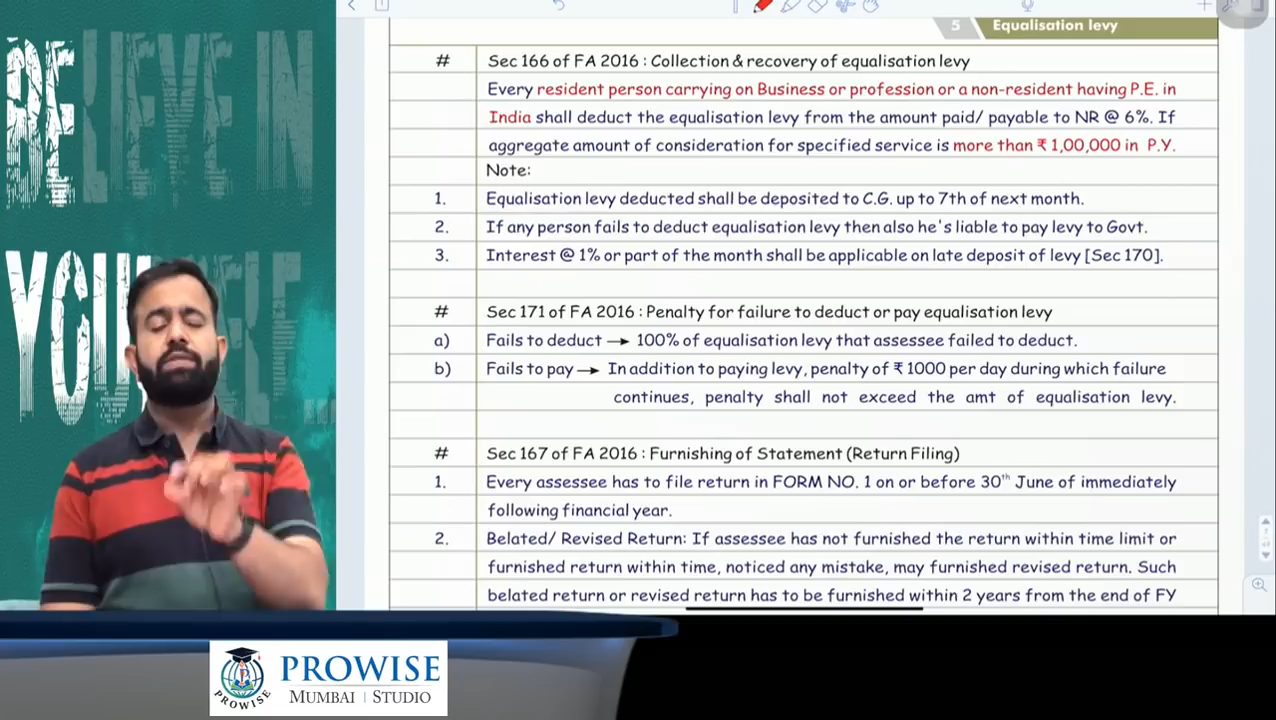 BELIEVE IN
YOURSELF...
5 Equalisation levy
# Sec 166 of FA 2016 : Collection & recovery of equalisation levy
Every resident person carrying on Business or profession or a non-resident having P.E. in
India shall deduct the equalisation levy from the amount paid/ payable to NR @ 6%. If
aggregate amount of consideration for specified service is more than ₹ 1,00,000 in P.Y.
Note:
1. Equalisation levy deducted shall be deposited to C.G. up to 7th of next month.
2. If any person fails to deduct equalisation levy then also he's liable to pay levy to Govt.
3. Interest @ 1% or part of the month shall be applicable on late deposit of levy [Sec 170].
# Sec 171 of FA 2016 : Penalty for failure to deduct or pay equalisation levy
a) Fails to deduct → 100% of equalisation levy that assessee failed to deduct.
b) Fails to pay → In addition to paying levy, penalty of ₹ 1000 per day during which failure
continues, penalty shall not exceed the amt of equalisation levy.
# Sec 167 of FA 2016 : Furnishing of Statement (Return Filing)
1. Every assessee has to file return in FORM NO. 1 on or before 30th June of immediately
following financial year.
2. Belated/ Revised Return: If assessee has not furnished the return within time limit or
furnished return within time, noticed any mistake, may furnished revised return. Such
belated return or revised return has to be furnished within 2 years from the end of FY
PROWISE
PROWISE
MUMBAI | STUDIO